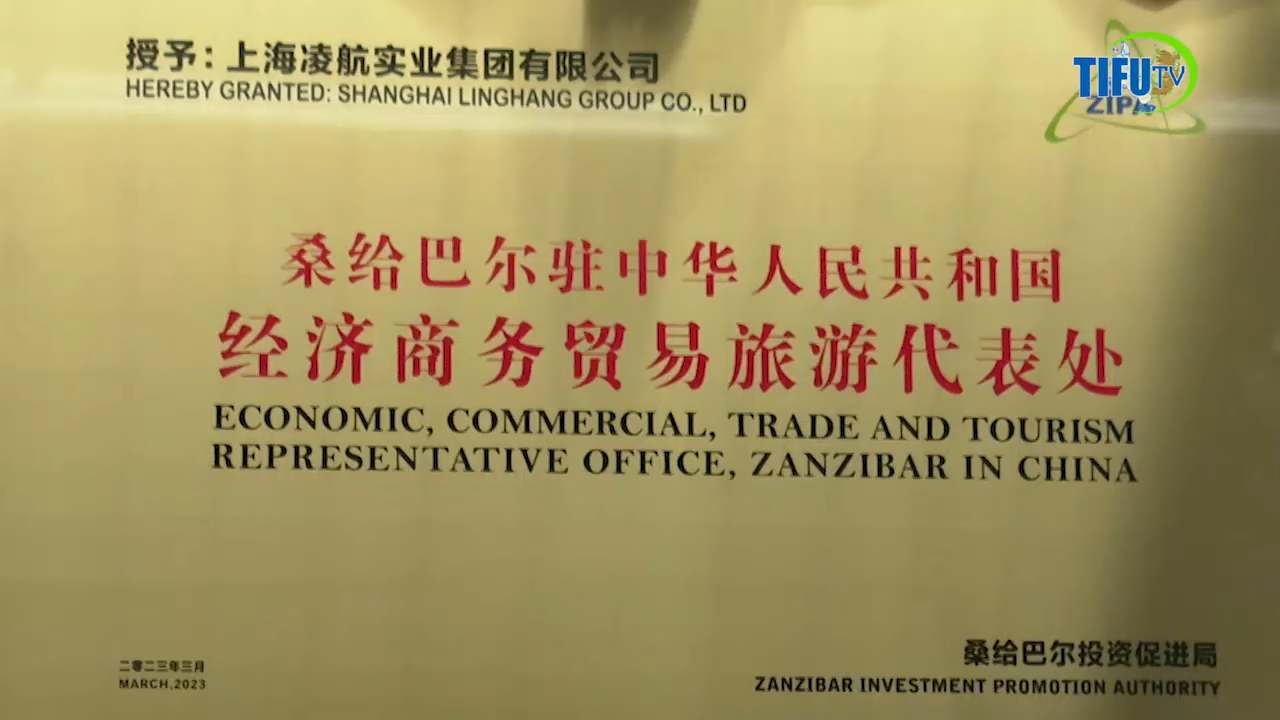 授予：上海凌航实业集团有限公司
HEREBY GRANTED: SHANGHAI LINGHANG GROUP CO., LTD
TIFU TV
ZIPA
桑给巴尔驻中华人民共和国
经济商务贸易旅游代表处
ECONOMIC, COMMERCIAL, TRADE AND TOURISM
REPRESENTATIVE OFFICE, ZANZIBAR IN CHINA
二零二三年三月
MARCH,2023
桑给巴尔投资促进局
ZANZIBAR INVESTMENT PROMOTION AUTHORITY